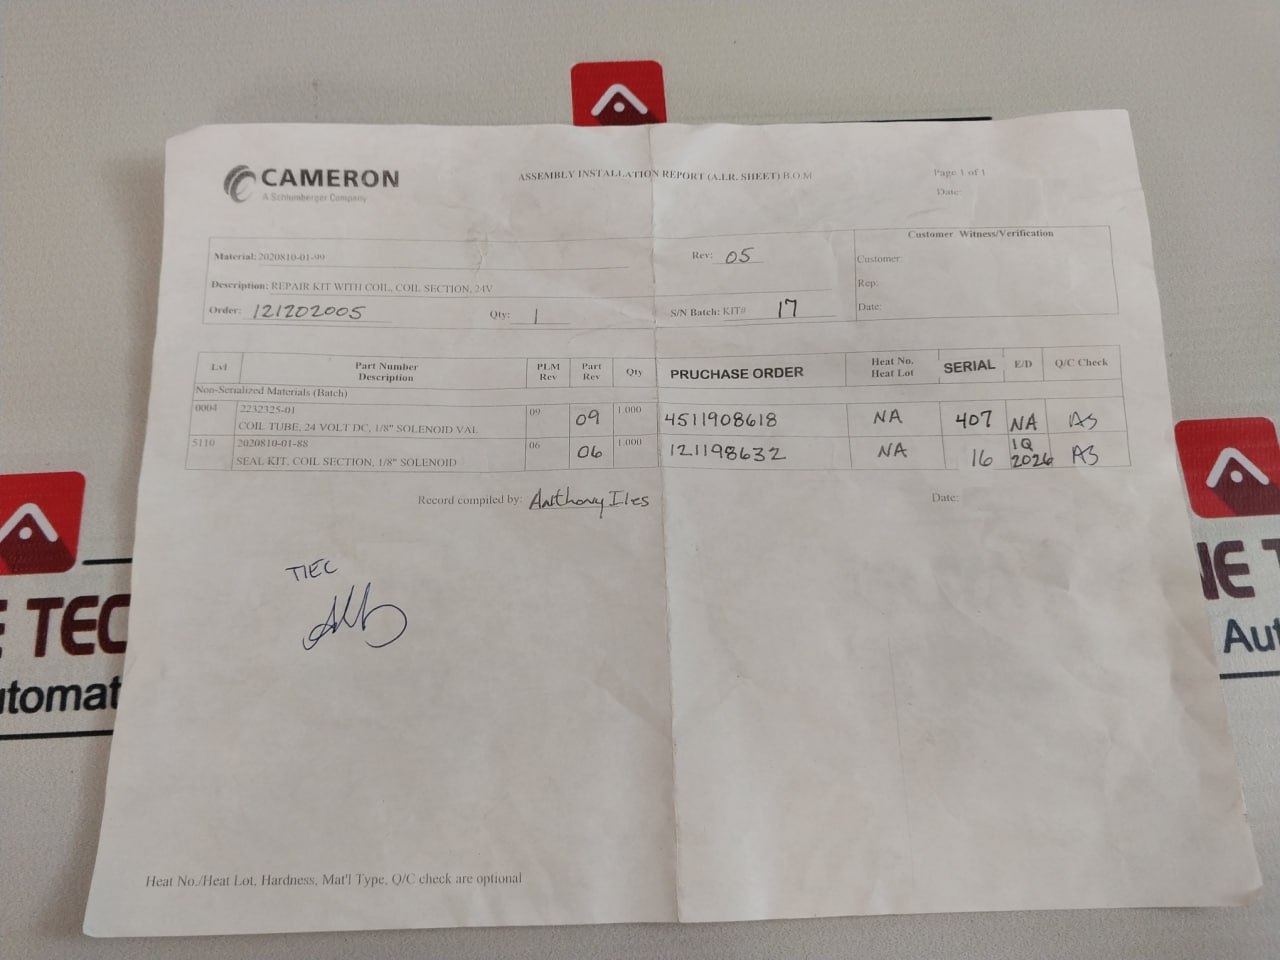 CAMERON
A Schlumberger Company
ASSEMBLY INSTALLATION REPORT (A.I.R. SHEET) B.O.M
Page 1 of 1
Date:
Material: 2020810-01-99
Rev: 05
Customer Witness/Verification
Customer:
Description: REPAIR KIT WITH COIL, COIL SECTION, 24V
Rep:
Order: 121202005
Qty: 1
S/N Batch: KIT# 17
Date:
Lvl
Part Number
Description
PLM
Rev
Part
Rev
Qty
PRUCHASE ORDER
Heat No.
Heat Lot
SERIAL
E/D
Q/C Check
Non-Serialized Materials (Batch)
0004 2232325-01 09 09 1.000 4511908618 NA 407 NA AS
COIL TUBE, 24 VOLT DC, 1/8" SOLENOID VAL
5110 2020810-01-88 06 06 1.000 121198632 NA 16 1Q 2026 AS
SEAL KIT, COIL SECTION, 1/8" SOLENOID
Record compiled by: Anthony Iles
Date:
TIEC
Heat No./Heat Lot, Hardness, Mat'l Type, Q/C check are optional
E TEC
utomat
NE T
Aut